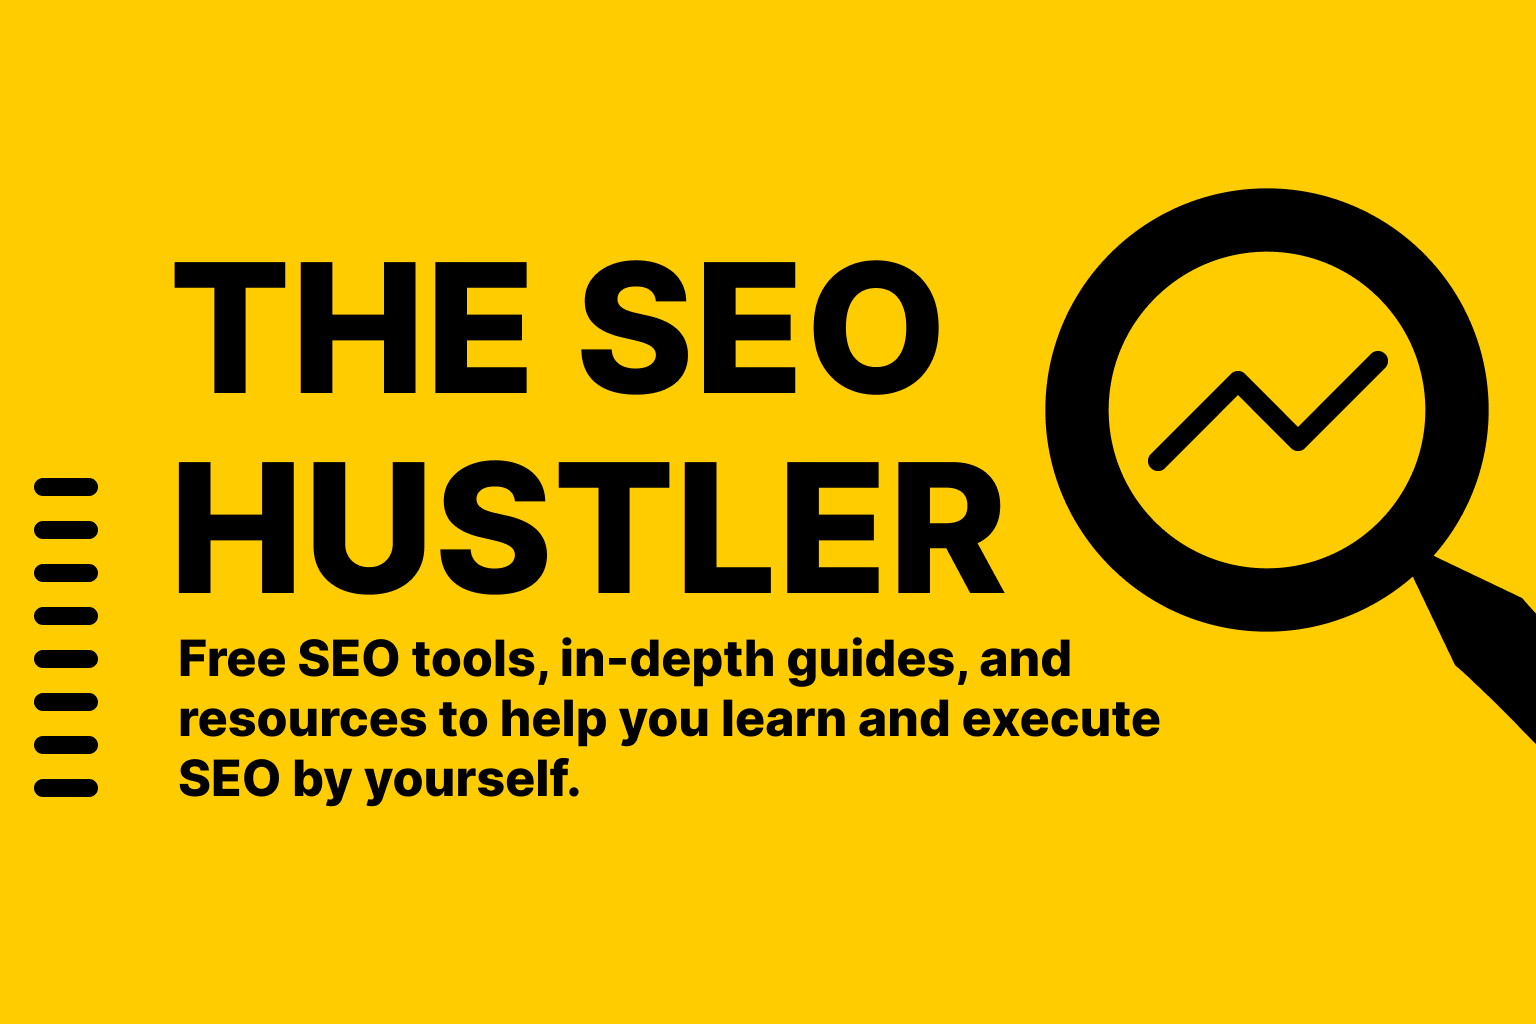 THE SEO
HUSTLER
Free SEO tools, in-depth guides, and
resources to help you learn and execute
SEO by yourself.